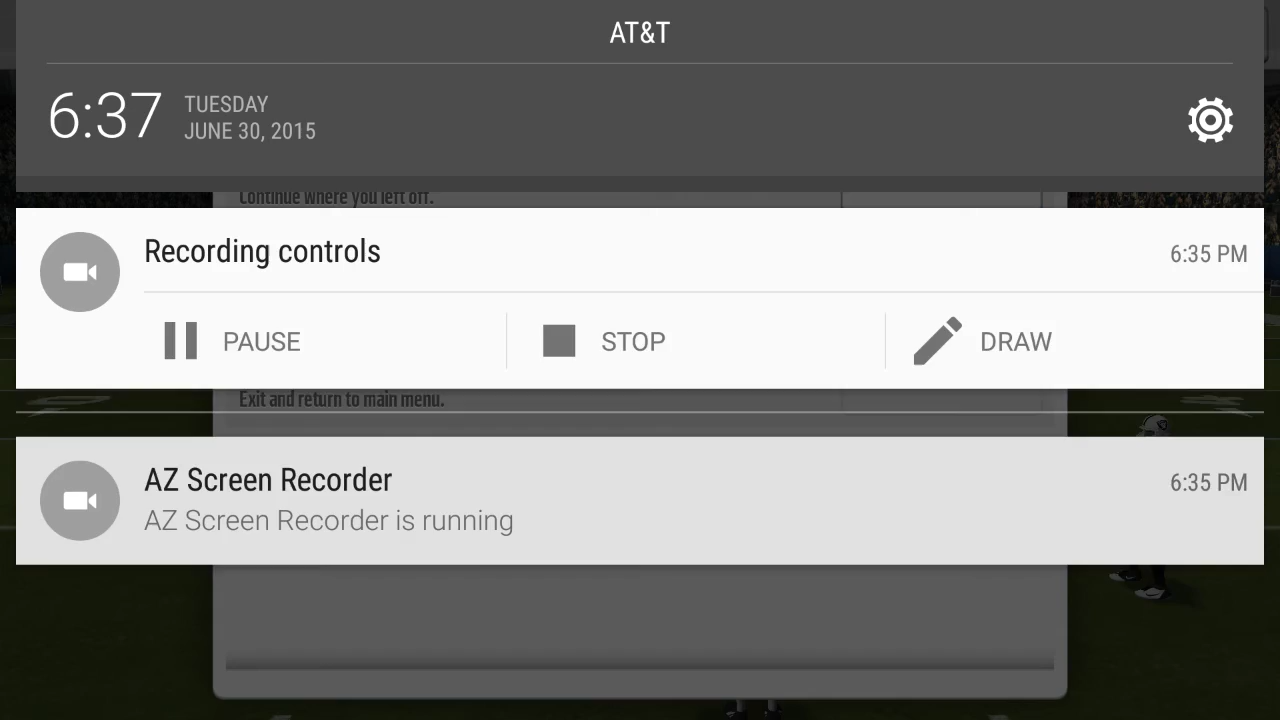 AT&T
6:37
TUESDAY
JUNE 30, 2015
Continue where you left off.
Recording controls
6:35 PM
PAUSE
STOP
DRAW
Exit and return to main menu.
AZ Screen Recorder
6:35 PM
AZ Screen Recorder is running